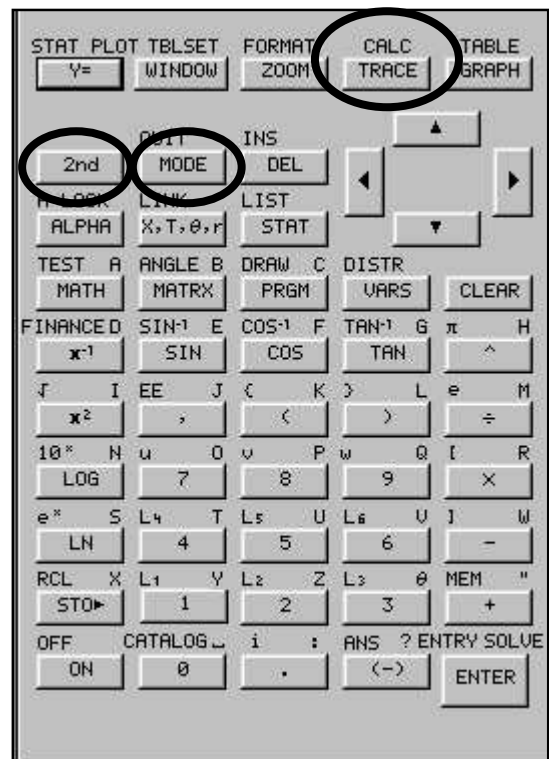 STAT PLOT TBLSET FORMAT CALC TABLE
Y= WINDOW ZOOM TRACE GRAPH
QUIT INS
2nd MODE DEL
A-LOCK LINK LIST
ALPHA X,T,θ,r STAT
TEST A ANGLE B DRAW C DISTR
MATH MATRX PRGM VARS CLEAR
FINANCE D SIN-1 E COS-1 F TAN-1 G π H
x-1 SIN COS TAN ^
√ I EE J { K } L e M
x² , ( ) ÷
10ˣ N u O v P w Q [ R
LOG 7 8 9 ×
eˣ S L4 T L5 U L6 V ] W
LN 4 5 6 −
RCL X L1 Y L2 Z L3 θ MEM "
STO► 1 2 3 +
OFF CATALOG ⎵ i : ANS ? ENTRY SOLVE
ON 0 . (-) ENTER